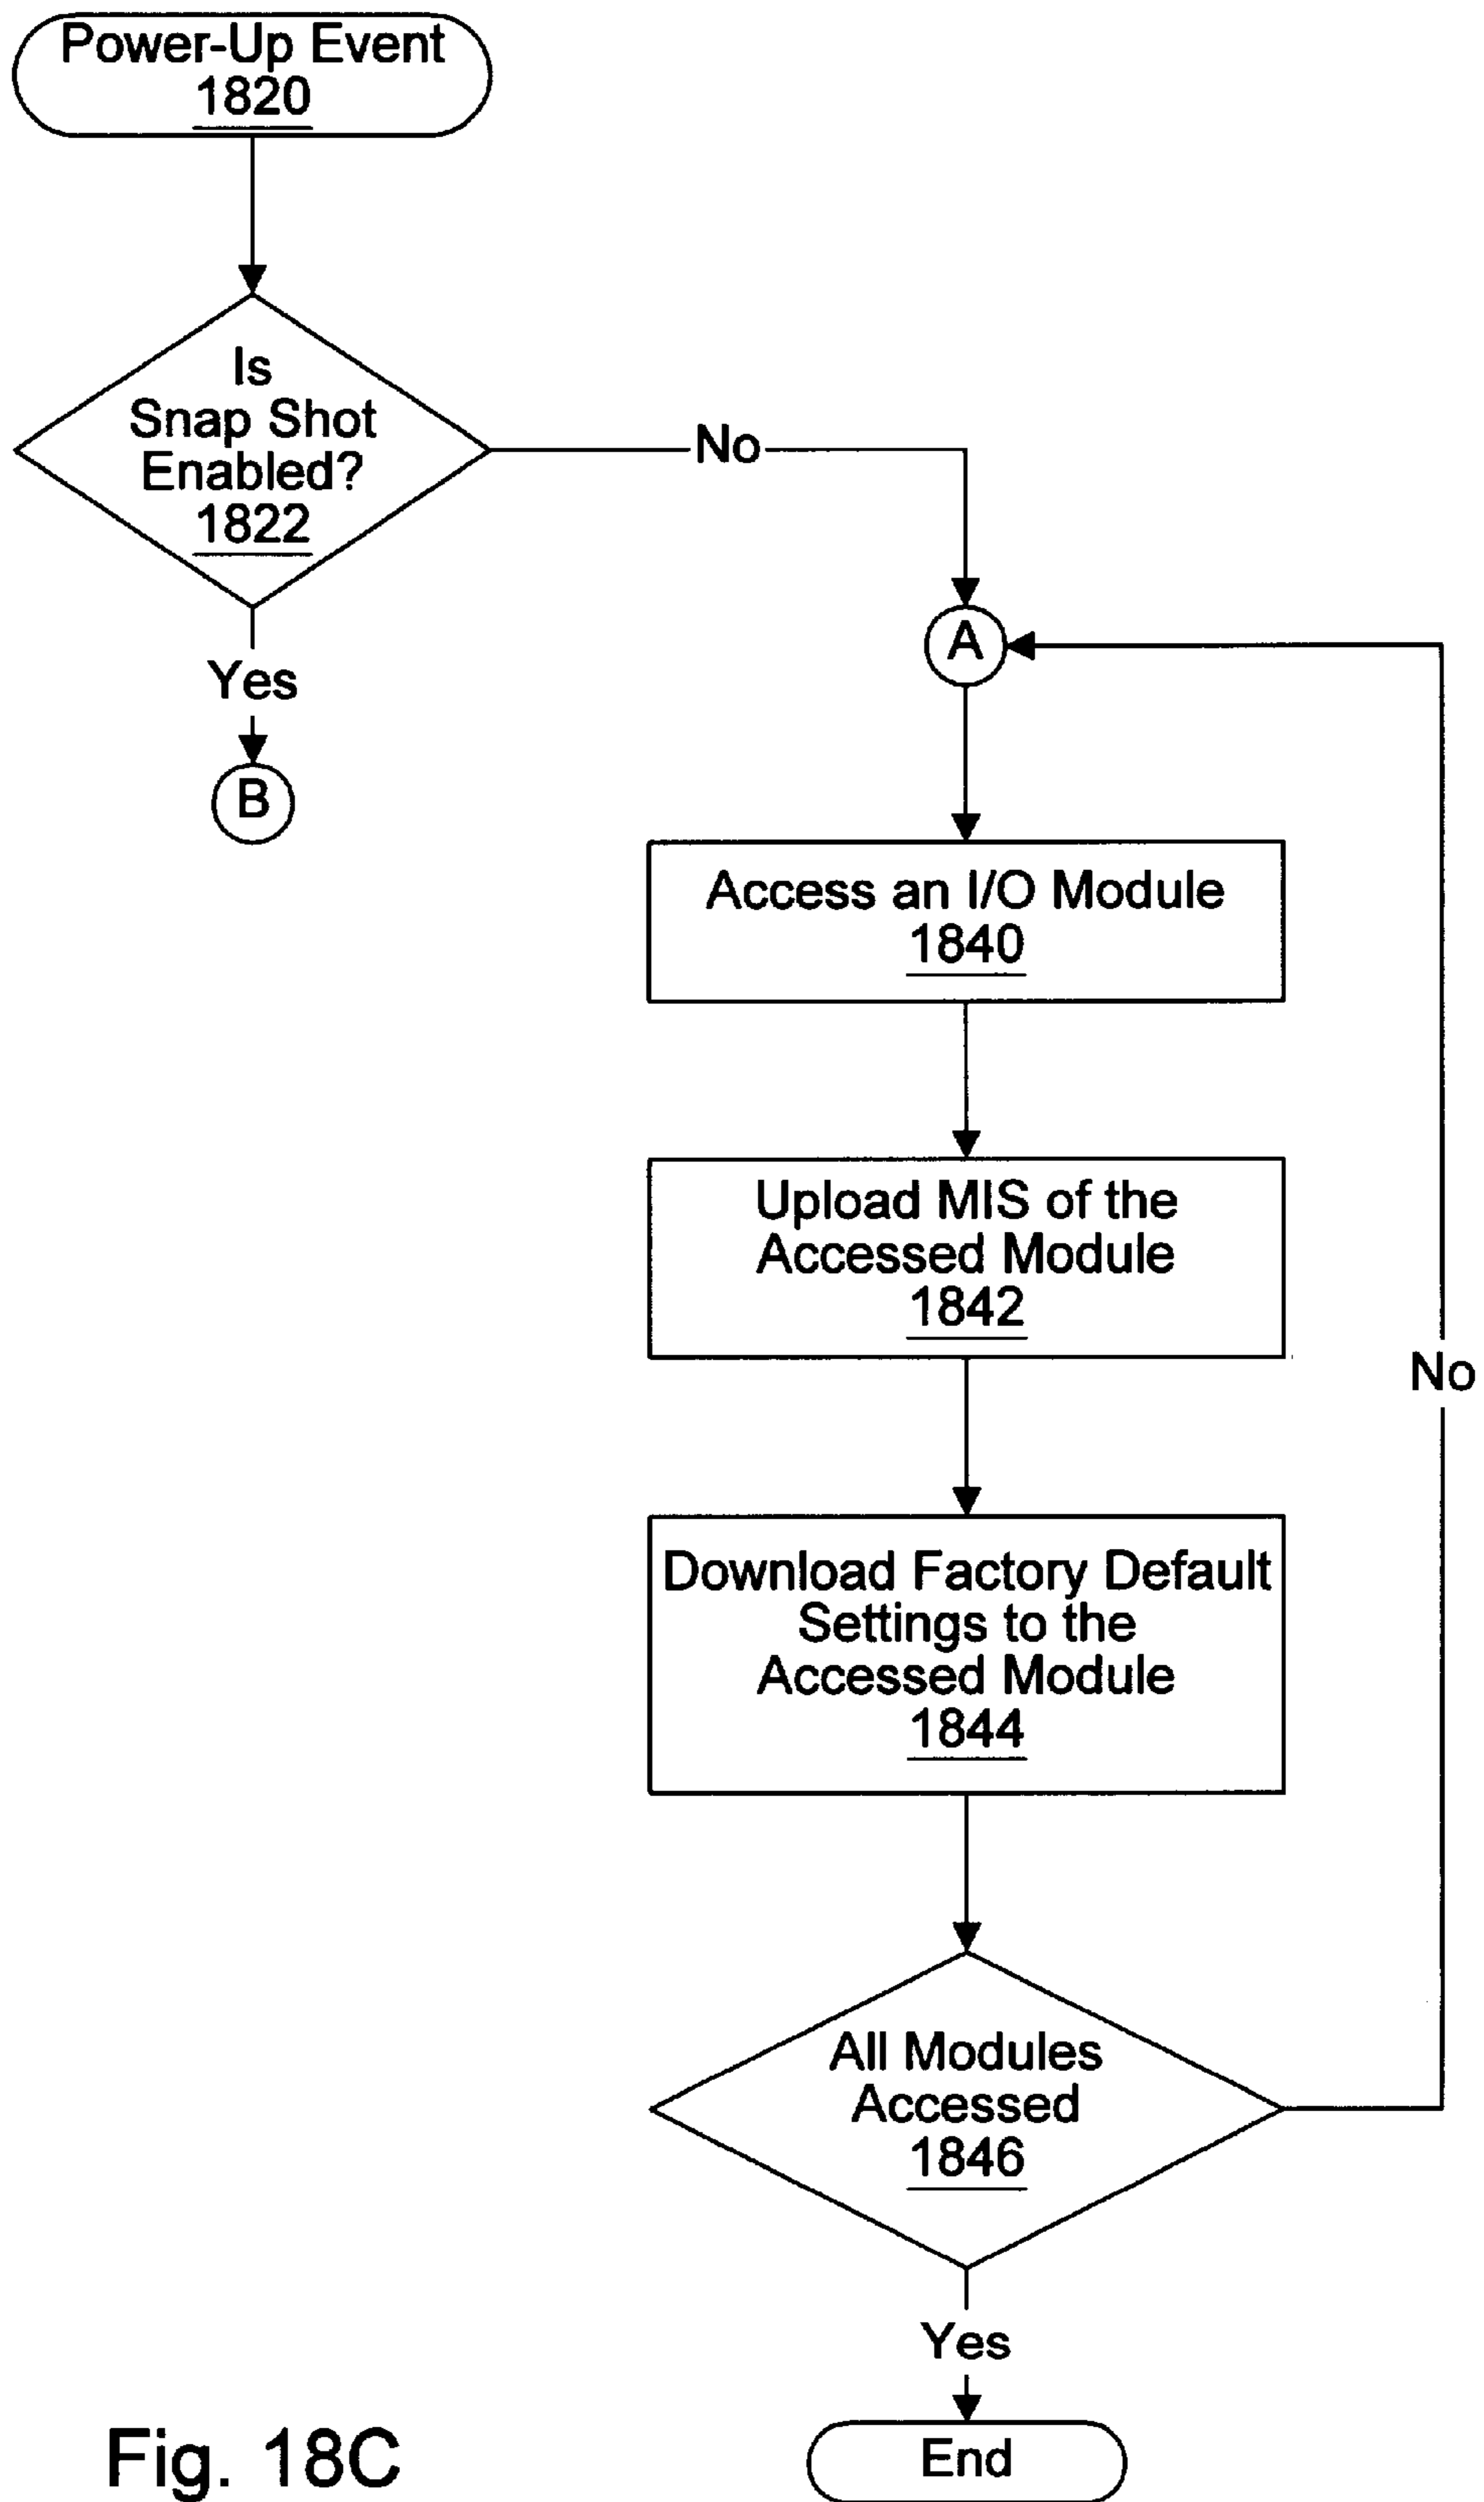 Power-Up Event
1820
Is
Snap Shot
Enabled?
1822
No
Yes
A
B
Access an I/O Module
1840
Upload MIS of the
Accessed Module
1842
No
Download Factory Default
Settings to the
Accessed Module
1844
All Modules
Accessed
1846
Yes
End
Fig. 18C